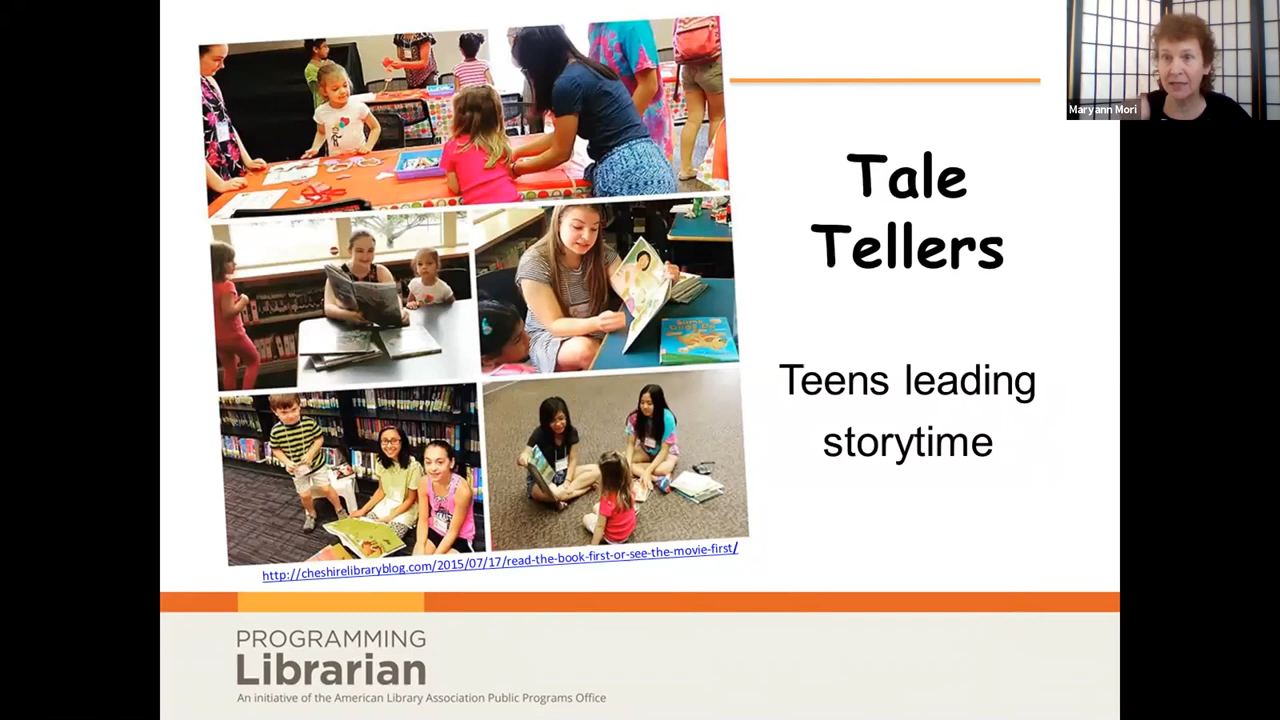 Maryann Mori
Tale
Tellers
Teens leading
storytime
http://cheshirelibraryblog.com/2015/07/17/read-the-book-first-or-see-the-movie-first/
PROGRAMMING
Librarian
An initiative of the American Library Association Public Programs Office